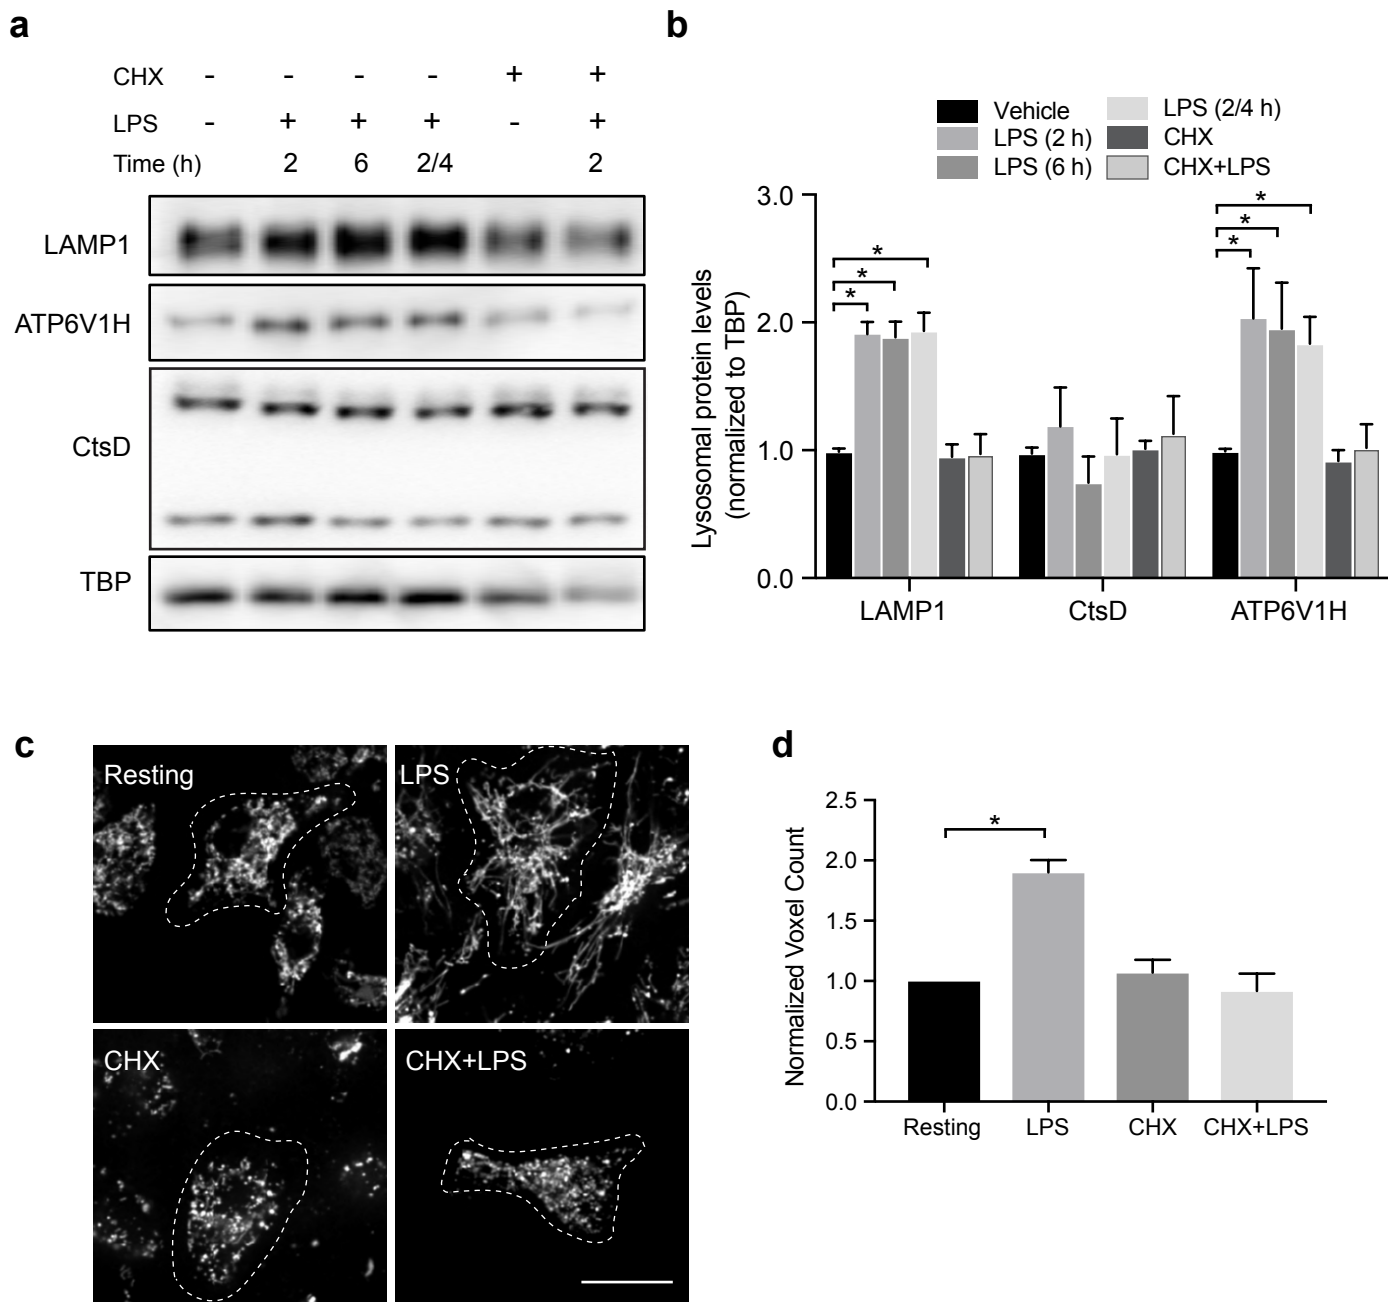 a
CHX - - - - + +
LPS - + + + - +
Time (h) 2 6 2/4 2
LAMP1
ATP6V1H
CtsD
TBP
b
Vehicle
LPS (2 h)
LPS (6 h)
LPS (2/4 h)
CHX
CHX+LPS
Lysosomal protein levels
(normalized to TBP)
3.0
2.0
1.0
0.0
* * *
* * *
LAMP1 CtsD ATP6V1H
c
Resting
LPS
CHX
CHX+LPS
d
Normalized Voxel Count
2.5
2.0
1.5
1.0
0.5
0.0
*
Resting LPS CHX CHX+LPS